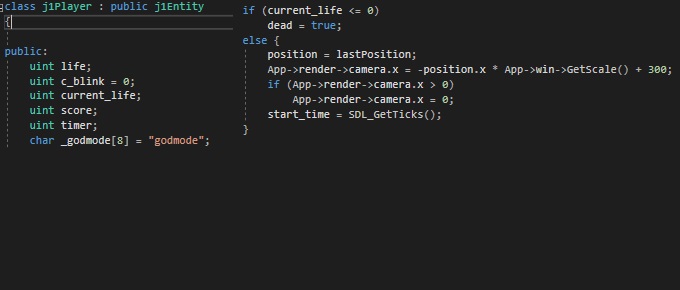 class j1Player : public j1Entity
{
public:
uint life;
uint c_blink = 0;
uint current_life;
uint score;
uint timer;
char _godmode[8] = "godmode";
if (current_life <= 0)
dead = true;
else {
position = lastPosition;
App->render->camera.x = -position.x * App->win->GetScale() + 300;
if (App->render->camera.x > 0)
App->render->camera.x = 0;
start_time = SDL_GetTicks();
}